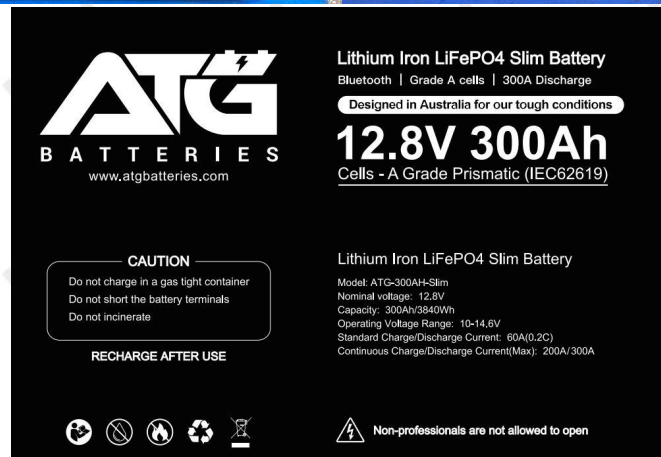 ATG
BATTERIES
www.atgbatteries.com
Lithium Iron LiFePO4 Slim Battery
Bluetooth | Grade A cells | 300A Discharge
Designed in Australia for our tough conditions
12.8V 300Ah
Cells - A Grade Prismatic (IEC62619)
CAUTION
Do not charge in a gas tight container
Do not short the battery terminals
Do not incinerate
RECHARGE AFTER USE
Lithium Iron LiFePO4 Slim Battery
Model: ATG-300AH-Slim
Nominal voltage: 12.8V
Capacity: 300Ah/3840Wh
Operating Voltage Range: 10-14,6V
Standard Charge/Discharge Current: 60A(0.2C)
Continuous Charge/Discharge Current(Max): 200A/300A
Non-professionals are not allowed to open